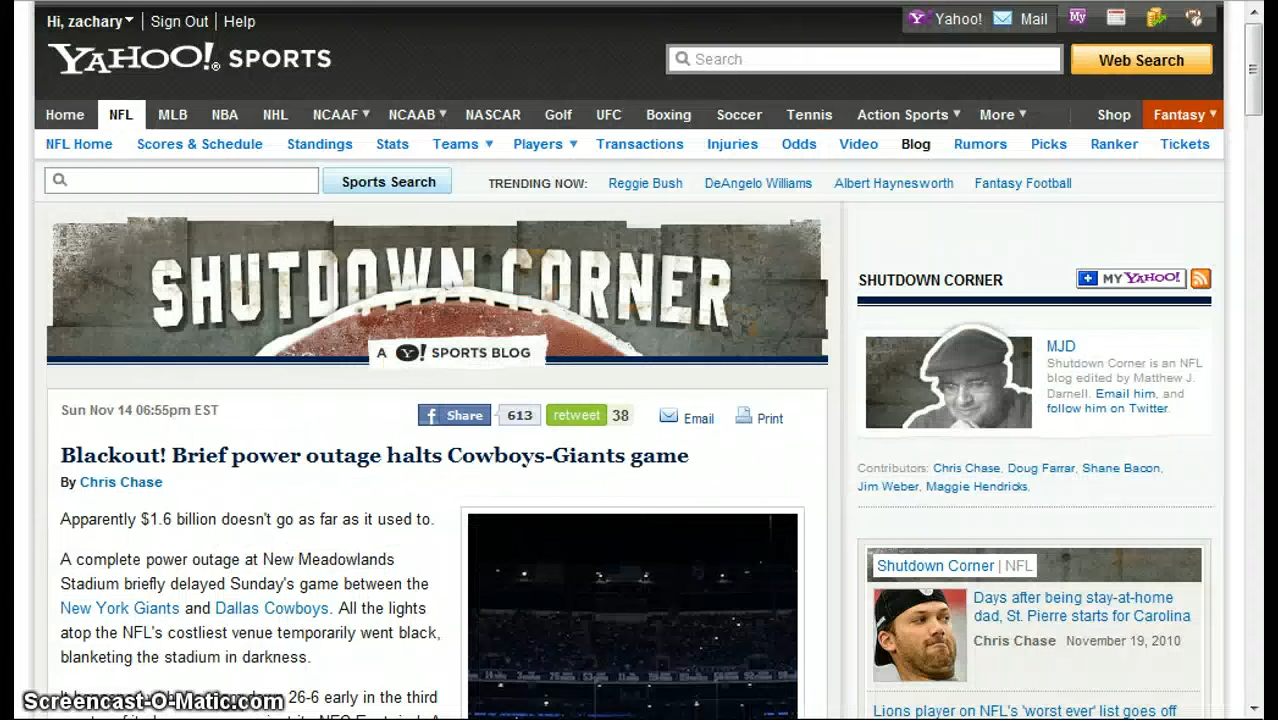 Hi, zachary | Sign Out | Help
Yahoo! Mail My
YAHOO! SPORTS
Search
Web Search
Home NFL MLB NBA NHL NCAAF NCAAB NASCAR Golf UFC Boxing Soccer Tennis Action Sports More Shop Fantasy
NFL Home Scores & Schedule Standings Stats Teams Players Transactions Injuries Odds Video Blog Rumors Picks Ranker Tickets
Sports Search TRENDING NOW: Reggie Bush DeAngelo Williams Albert Haynesworth Fantasy Football
SHUTDOWN CORNER
A Y! SPORTS BLOG
Sun Nov 14 06:55pm EST
Share 613 retweet 38 Email Print
Blackout! Brief power outage halts Cowboys-Giants game
By Chris Chase
Apparently $1.6 billion doesn't go as far as it used to.
A complete power outage at New Meadowlands
Stadium briefly delayed Sunday's game between the
New York Giants and Dallas Cowboys. All the lights
atop the NFL's costliest venue temporarily went black,
blanketing the stadium in darkness.
26-6 early in the third
SHUTDOWN CORNER
MY YAHOO!
MJD
Shutdown Corner is an NFL
blog edited by Matthew J.
Darnell. Email him, and
follow him on Twitter.
Contributors: Chris Chase, Doug Farrar, Shane Bacon,
Jim Weber, Maggie Hendricks,
Shutdown Corner | NFL
Days after being stay-at-home
dad, St. Pierre starts for Carolina
Chris Chase November 19, 2010
Lions player on NFL's 'worst ever' list goes off
Screencast-O-Matic.com